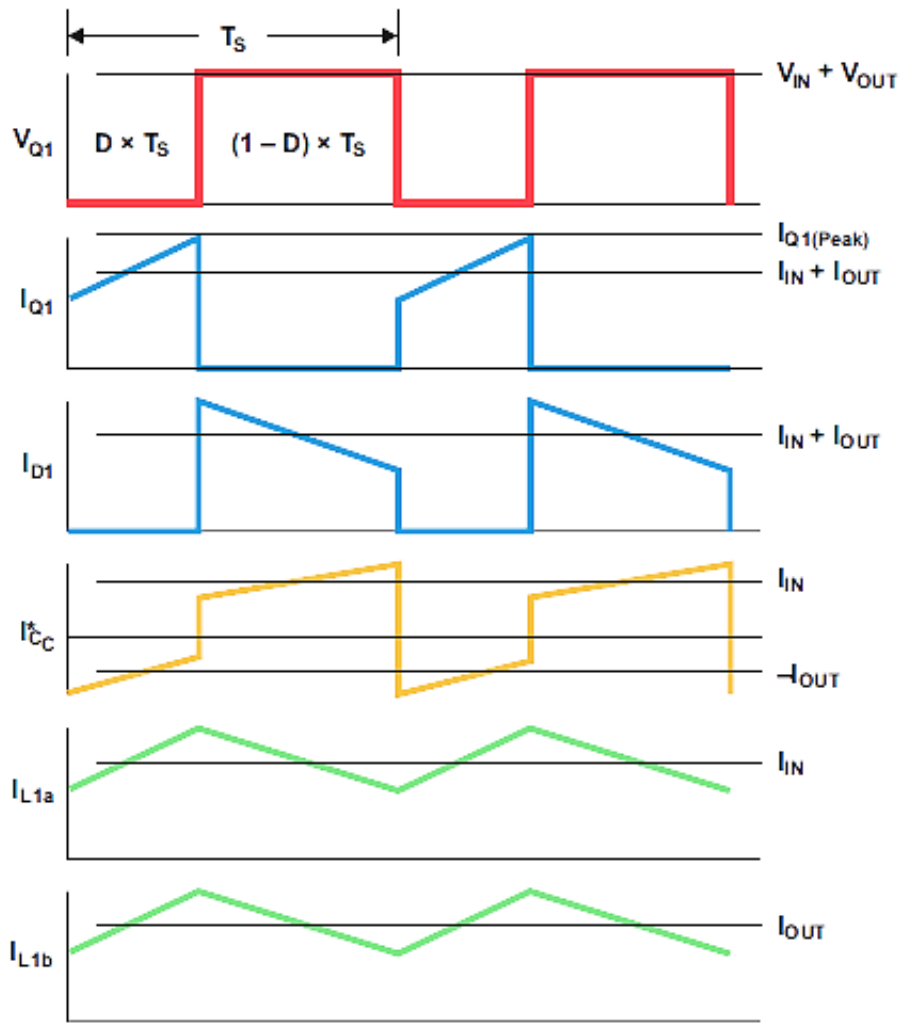 T_S
V_IN + V_OUT
V_Q1
D × T_S
(1 – D) × T_S
I_Q1(Peak)
I_IN + I_OUT
I_Q1
I_IN + I_OUT
I_D1
I_IN
I*_CC
–I_OUT
I_IN
I_L1a
I_OUT
I_L1b